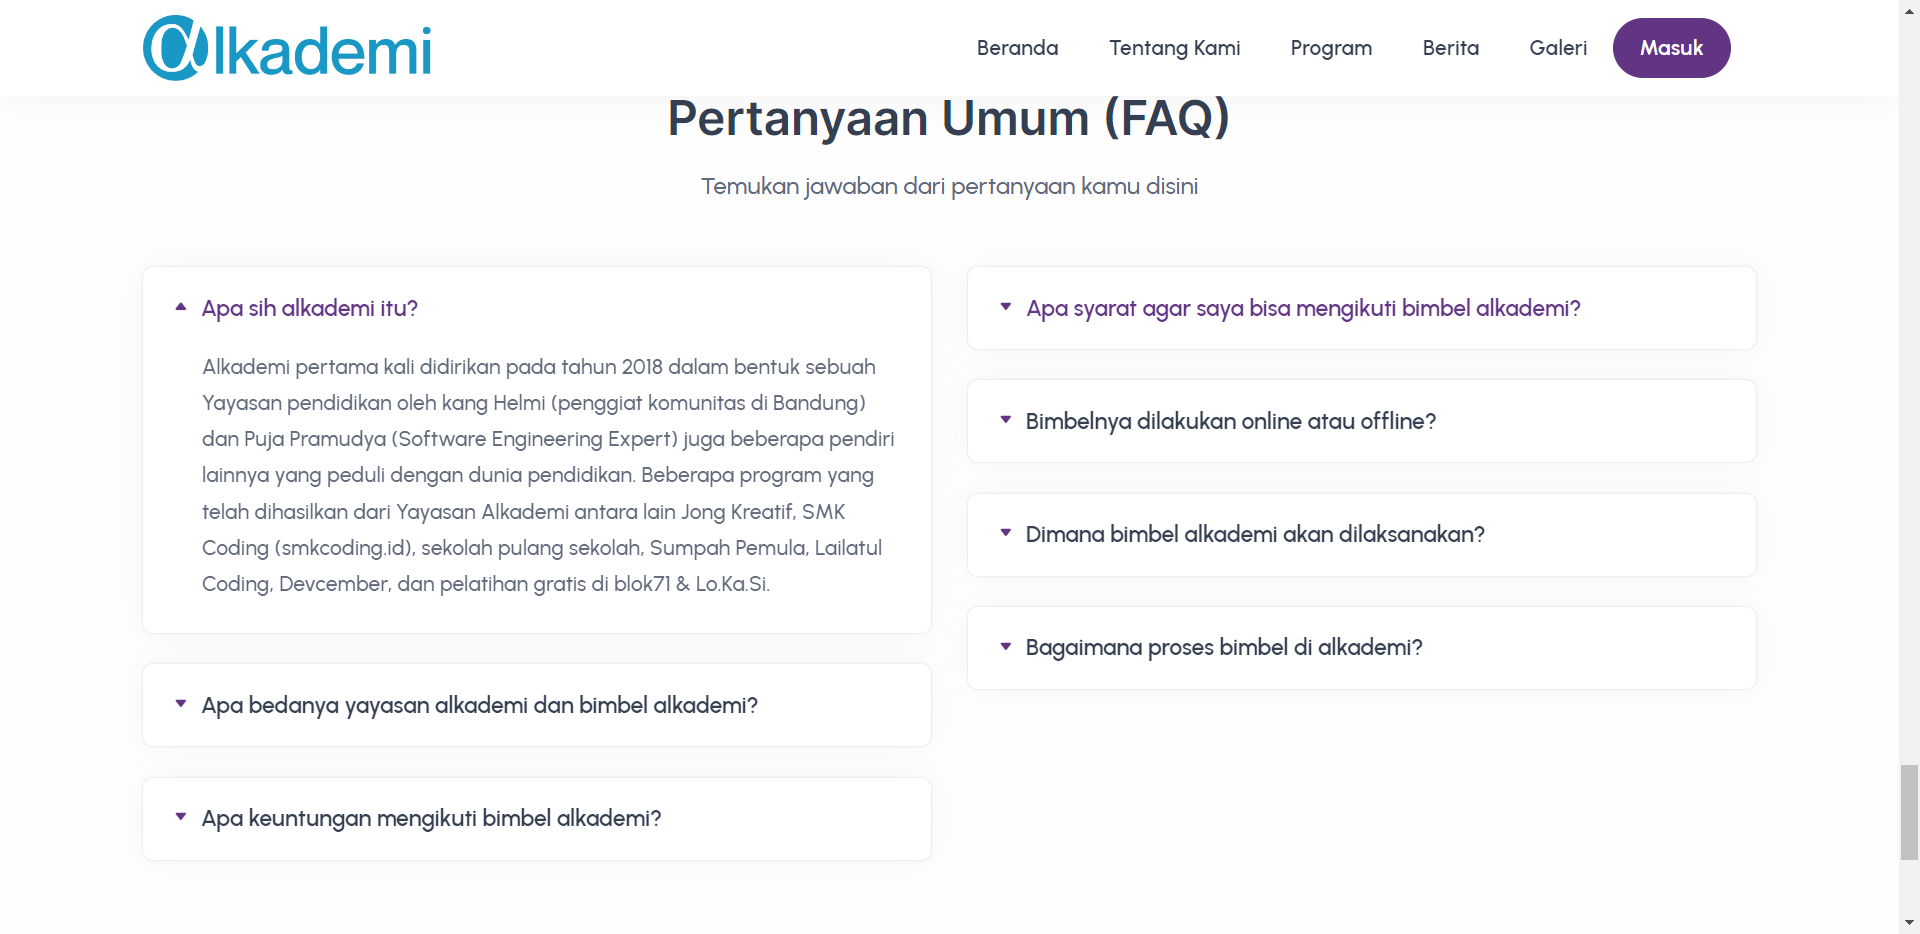 @lkademi
Beranda
Tentang Kami
Program
Berita
Galeri
Masuk
Pertanyaan Umum (FAQ)
Temukan jawaban dari pertanyaan kamu disini
Apa sih alkademi itu?
Alkademi pertama kali didirikan pada tahun 2018 dalam bentuk sebuah
Yayasan pendidikan oleh kang Helmi (penggiat komunitas di Bandung)
dan Puja Pramudya (Software Engineering Expert) juga beberapa pendiri
lainnya yang peduli dengan dunia pendidikan. Beberapa program yang
telah dihasilkan dari Yayasan Alkademi antara lain Jong Kreatif, SMK
Coding (smkcoding.id), sekolah pulang sekolah, Sumpah Pemula, Lailatul
Coding, Devcember, dan pelatihan gratis di blok71 & Lo.Ka.Si.
Apa bedanya yayasan alkademi dan bimbel alkademi?
Apa keuntungan mengikuti bimbel alkademi?
Apa syarat agar saya bisa mengikuti bimbel alkademi?
Bimbelnya dilakukan online atau offline?
Dimana bimbel alkademi akan dilaksanakan?
Bagaimana proses bimbel di alkademi?